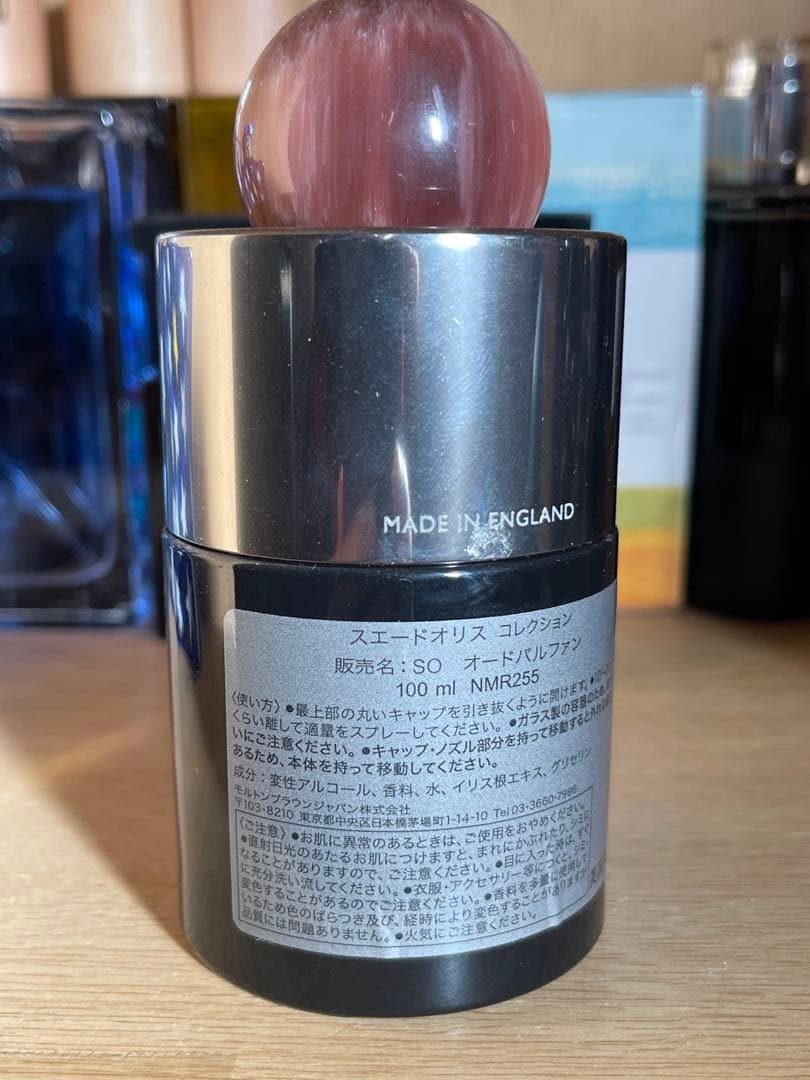 MADE IN ENGLAND
スエードオリス コレクション
販売名：SO オードパルファン
100 ml NMR255
〈使い方〉●最上部の丸いキャップを引き抜くように開けます。
くらい離して適量をスプレーしてください。●ガラス製の容器のため、
いにご注意ください。●キャップ・ノズル部分を持って移動すると外れる
あるため、本体を持って移動してください。
成分：変性アルコール、香料、水、イリス根エキス、グリセリン
モルトンブラウンジャパン株式会社
〒103-8210 東京都中央区日本橋茅場町1-14-10 Tel 03-3660-7996
〈ご注意〉●お肌に異常のあるときは、ご使用をおやめください。
●直射日光のあたるお肌につけますと、まれにかぶれたり、シミに
なることがありますので、ご注意ください。●目に入った時は、すぐ
に充分洗い流してください。●衣服・アクセサリー等につくと、シミ、
変色することがあるのでご注意ください。●香料を多量に使用して
いるため色のばらつき及び、経時により変色することがありますが
品質には問題ありません。●火気にご注意ください。